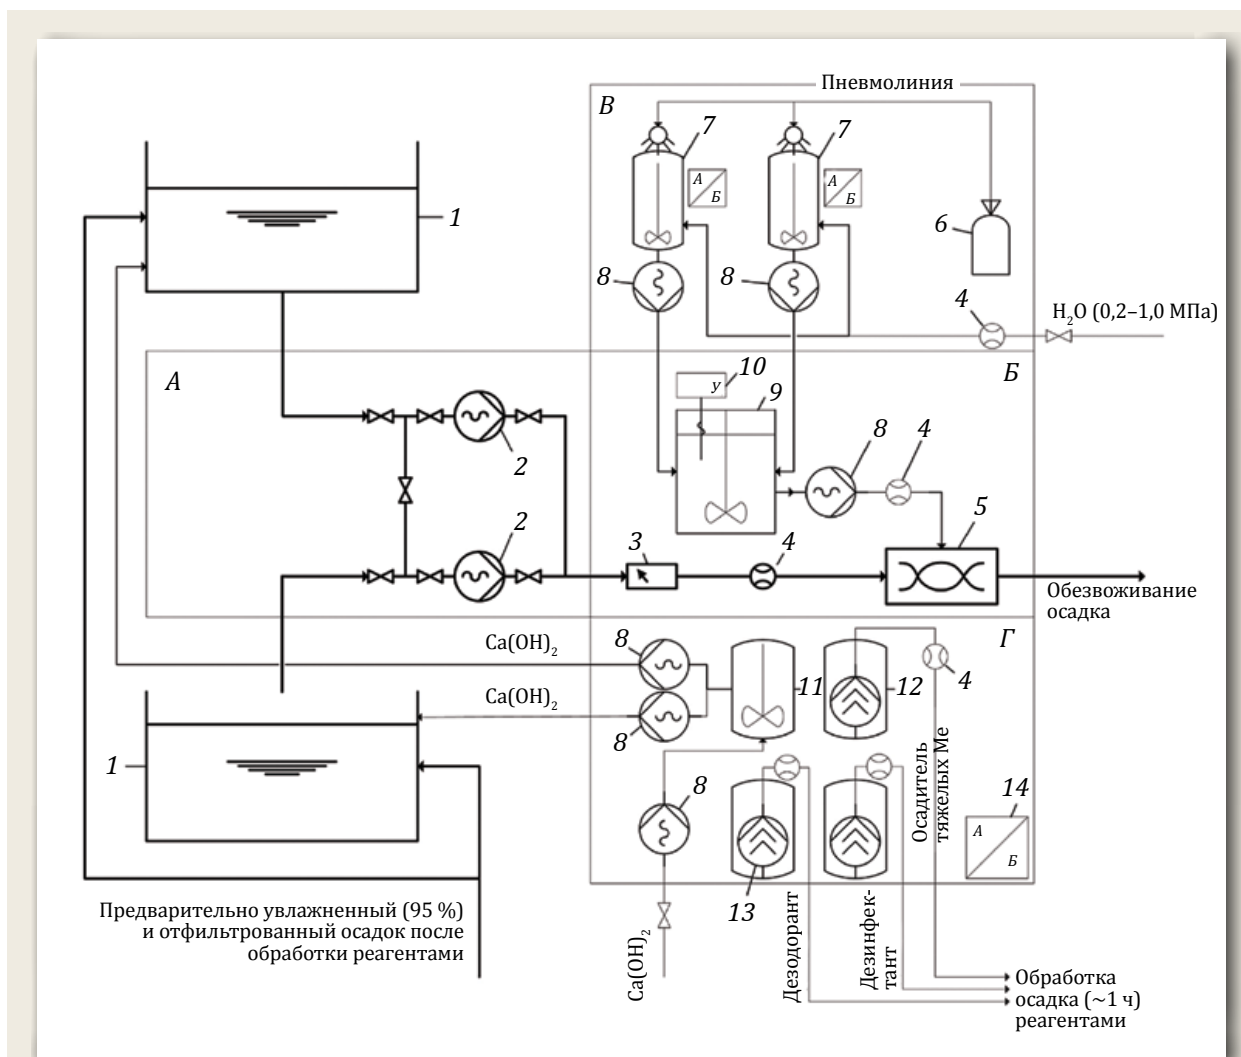 Пневмолиния
В
7
7
А
Б
А
Б
1
6
8
8
4
H₂O (0,2–1,0 МПа)
А
Б
10
У
9
2
8
4
2
3
4
5
Обезвоживание
осадка
Г
Ca(OH)₂
8
11
12
4
Ca(OH)₂
8
1
8
Осадитель
тяжелых Ме
14
А
Б
13
Предварительно увлажненный (95 %)
и отфильтрованный осадок после
обработки реагентами
Ca(OH)₂
Дезодорант
Дезинфек-
тант
Обработка
осадка (~1 ч)
реагентами